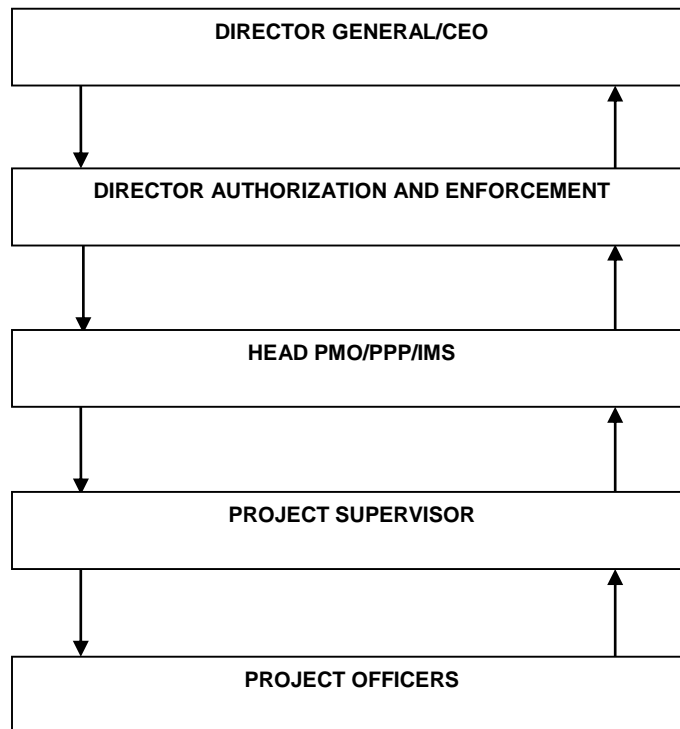 DIRECTOR GENERAL/CEO
DIRECTOR AUTHORIZATION AND ENFORCEMENT
HEAD PMO/PPP/IMS
PROJECT SUPERVISOR
PROJECT OFFICERS